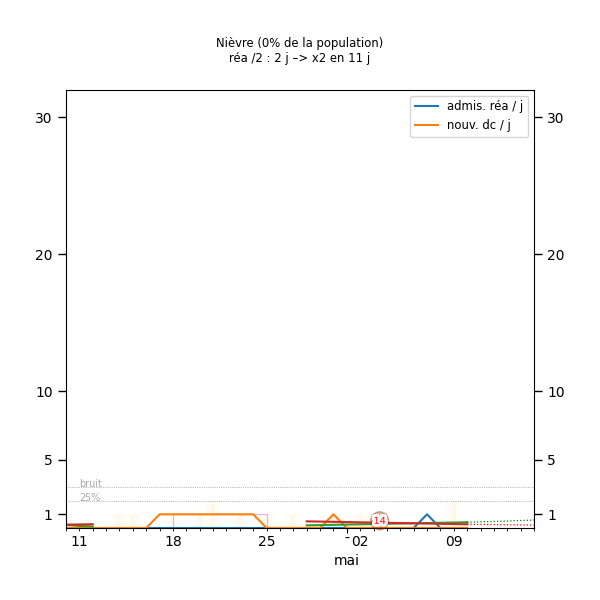 Nièvre (0% de la population)
réa /2 : 2 j –> x2 en 11 j
admis. réa / j
nouv. dc / j
30
30
20
20
10
10
5
5
bruit
25%
1
1
14
11
18
25
02
09
mai